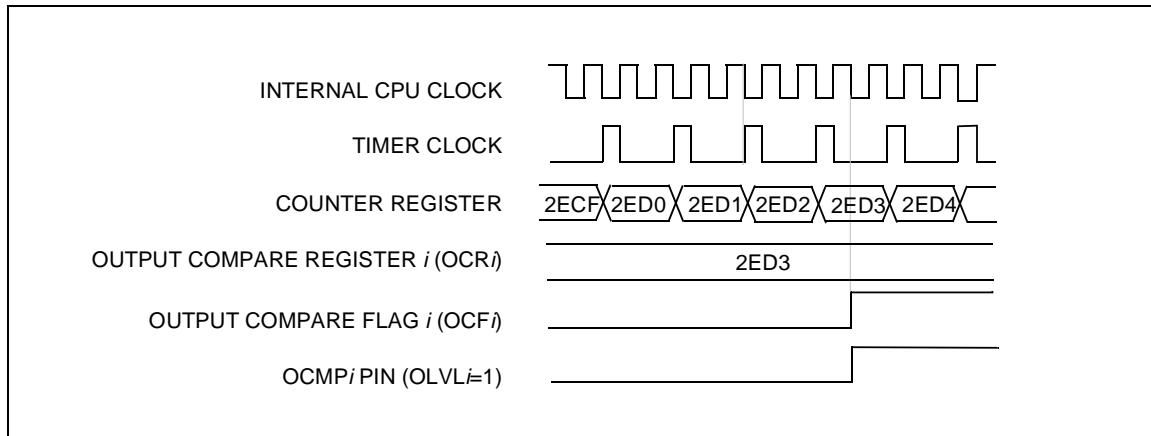 INTERNAL CPU CLOCK
TIMER CLOCK
COUNTER REGISTER 2ECF 2ED0 2ED1 2ED2 2ED3 2ED4
OUTPUT COMPARE REGISTER i (OCRi) 2ED3
OUTPUT COMPARE FLAG i (OCFi)
OCMPi PIN (OLVLi=1)